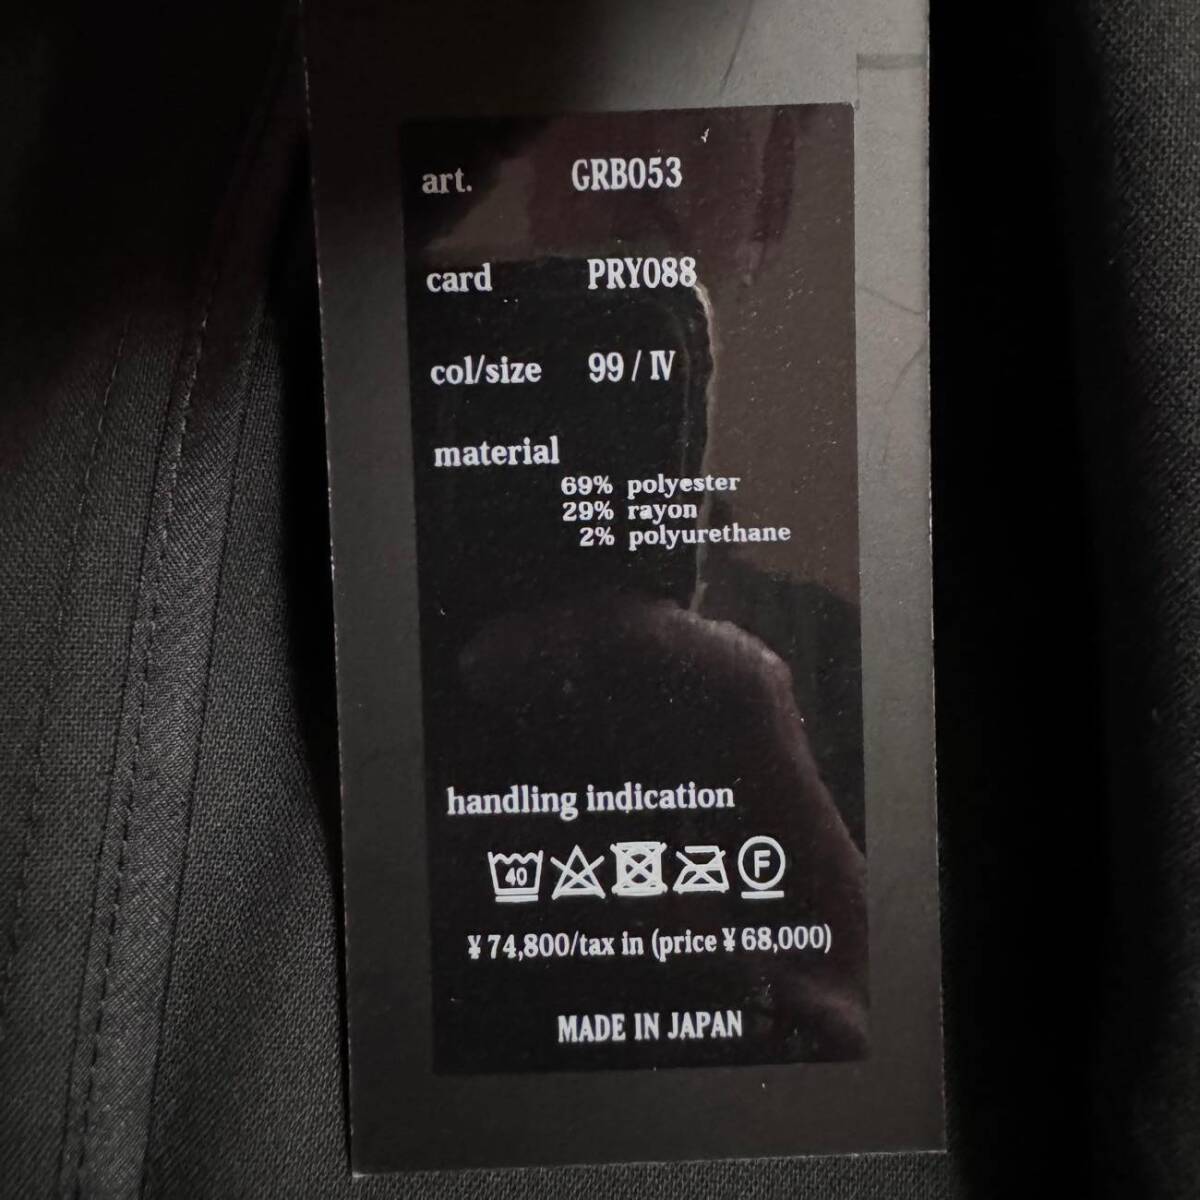 art. GRB053
card PRY088
col/size 99 / Ⅳ
material
69% polyester
29% rayon
2% polyurethane
handling indication
40 F
¥74,800/tax in (price ¥68,000)
MADE IN JAPAN